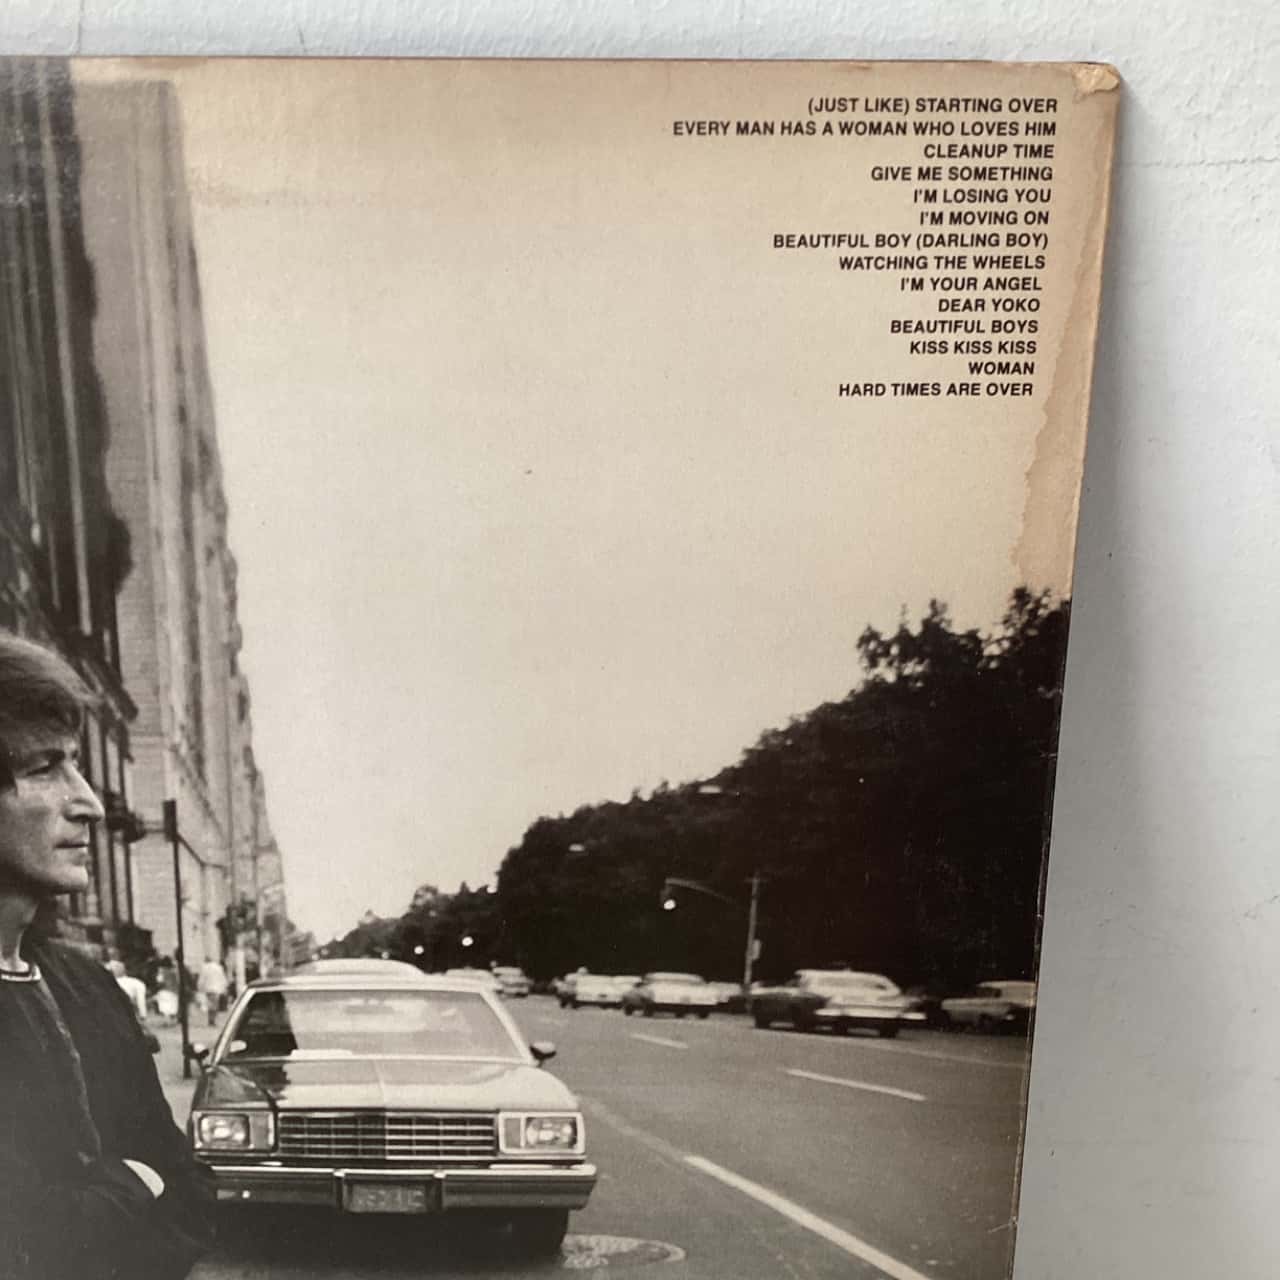 (JUST LIKE) STARTING OVER
EVERY MAN HAS A WOMAN WHO LOVES HIM
CLEANUP TIME
GIVE ME SOMETHING
I'M LOSING YOU
I'M MOVING ON
BEAUTIFUL BOY (DARLING BOY)
WATCHING THE WHEELS
I'M YOUR ANGEL
DEAR YOKO
BEAUTIFUL BOYS
KISS KISS KISS
WOMAN
HARD TIMES ARE OVER